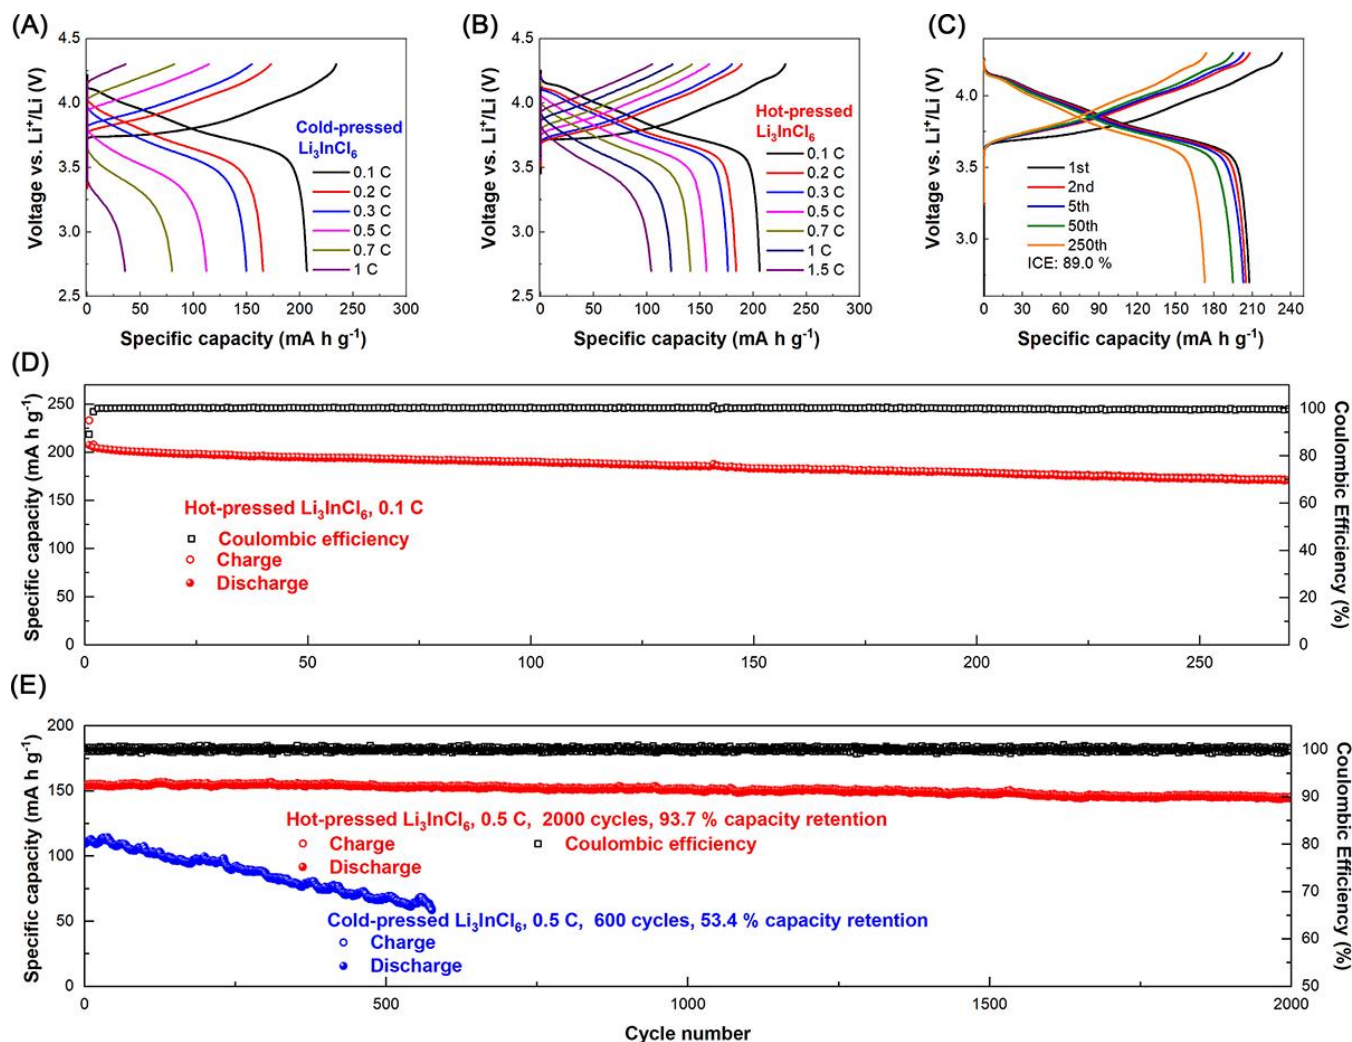 (A)
4.5
4.0
3.5
3.0
2.5
Voltage vs. Li⁺/Li (V)
Cold-pressed
Li₃InCl₆
0.1 C
0.2 C
0.3 C
0.5 C
0.7 C
1 C
0 50 100 150 200 250 300
Specific capacity (mA h g⁻¹)
(B)
4.5
4.0
3.5
3.0
2.5
Voltage vs. Li⁺/Li (V)
Hot-pressed
Li₃InCl₆
0.1 C
0.2 C
0.3 C
0.5 C
0.7 C
1 C
1.5 C
0 50 100 150 200 250 300
Specific capacity (mA h g⁻¹)
(C)
4.0
3.5
3.0
Voltage vs. Li⁺/Li (V)
1st
2nd
5th
50th
250th
ICE: 89.0 %
0 30 60 90 120 150 180 210 240
Specific capacity (mA h g⁻¹)
(D)
250
200
150
100
50
0
Specific capacity (mA h g⁻¹)
Hot-pressed Li₃InCl₆, 0.1 C
Coulombic efficiency
Charge
Discharge
100
80
60
40
20
0
Coulombic Efficiency (%)
0 50 100 150 200 250
(E)
200
150
100
50
0
Specific capacity (mA h g⁻¹)
Hot-pressed Li₃InCl₆, 0.5 C, 2000 cycles, 93.7 % capacity retention
Charge Coulombic efficiency
Discharge
Cold-pressed Li₃InCl₆, 0.5 C, 600 cycles, 53.4 % capacity retention
Charge
Discharge
100
90
80
70
60
50
Coulombic Efficiency (%)
0 500 1000 1500 2000
Cycle number